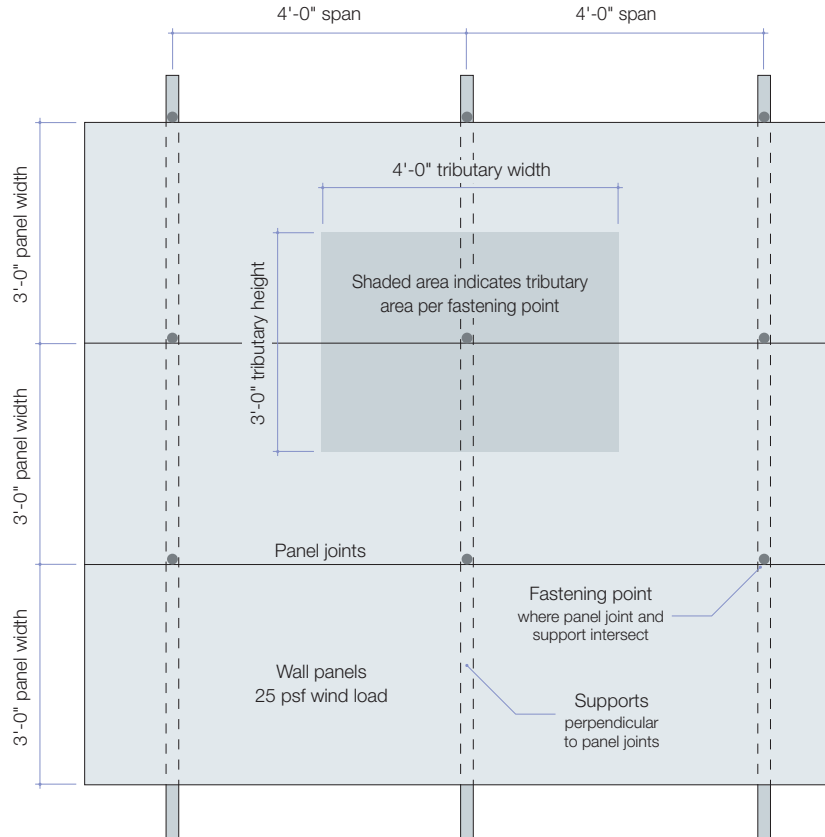 4'-0" span
4'-0" span
3'-0" panel width
4'-0" tributary width
3'-0" tributary height
Shaded area indicates tributary
area per fastening point
3'-0" panel width
Panel joints
Fastening point
where panel joint and
support intersect
3'-0" panel width
Wall panels
25 psf wind load
Supports
perpendicular
to panel joints